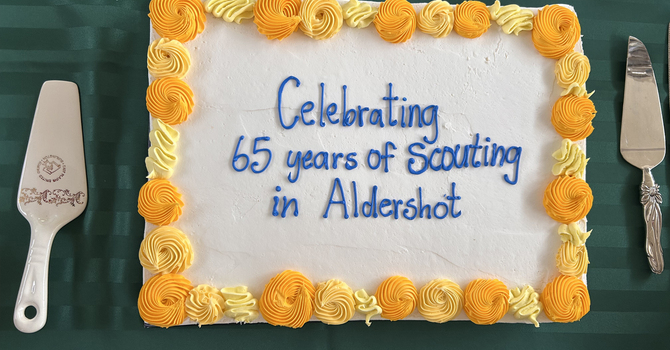 Celebrating
65 years of Scouting
in Aldershot